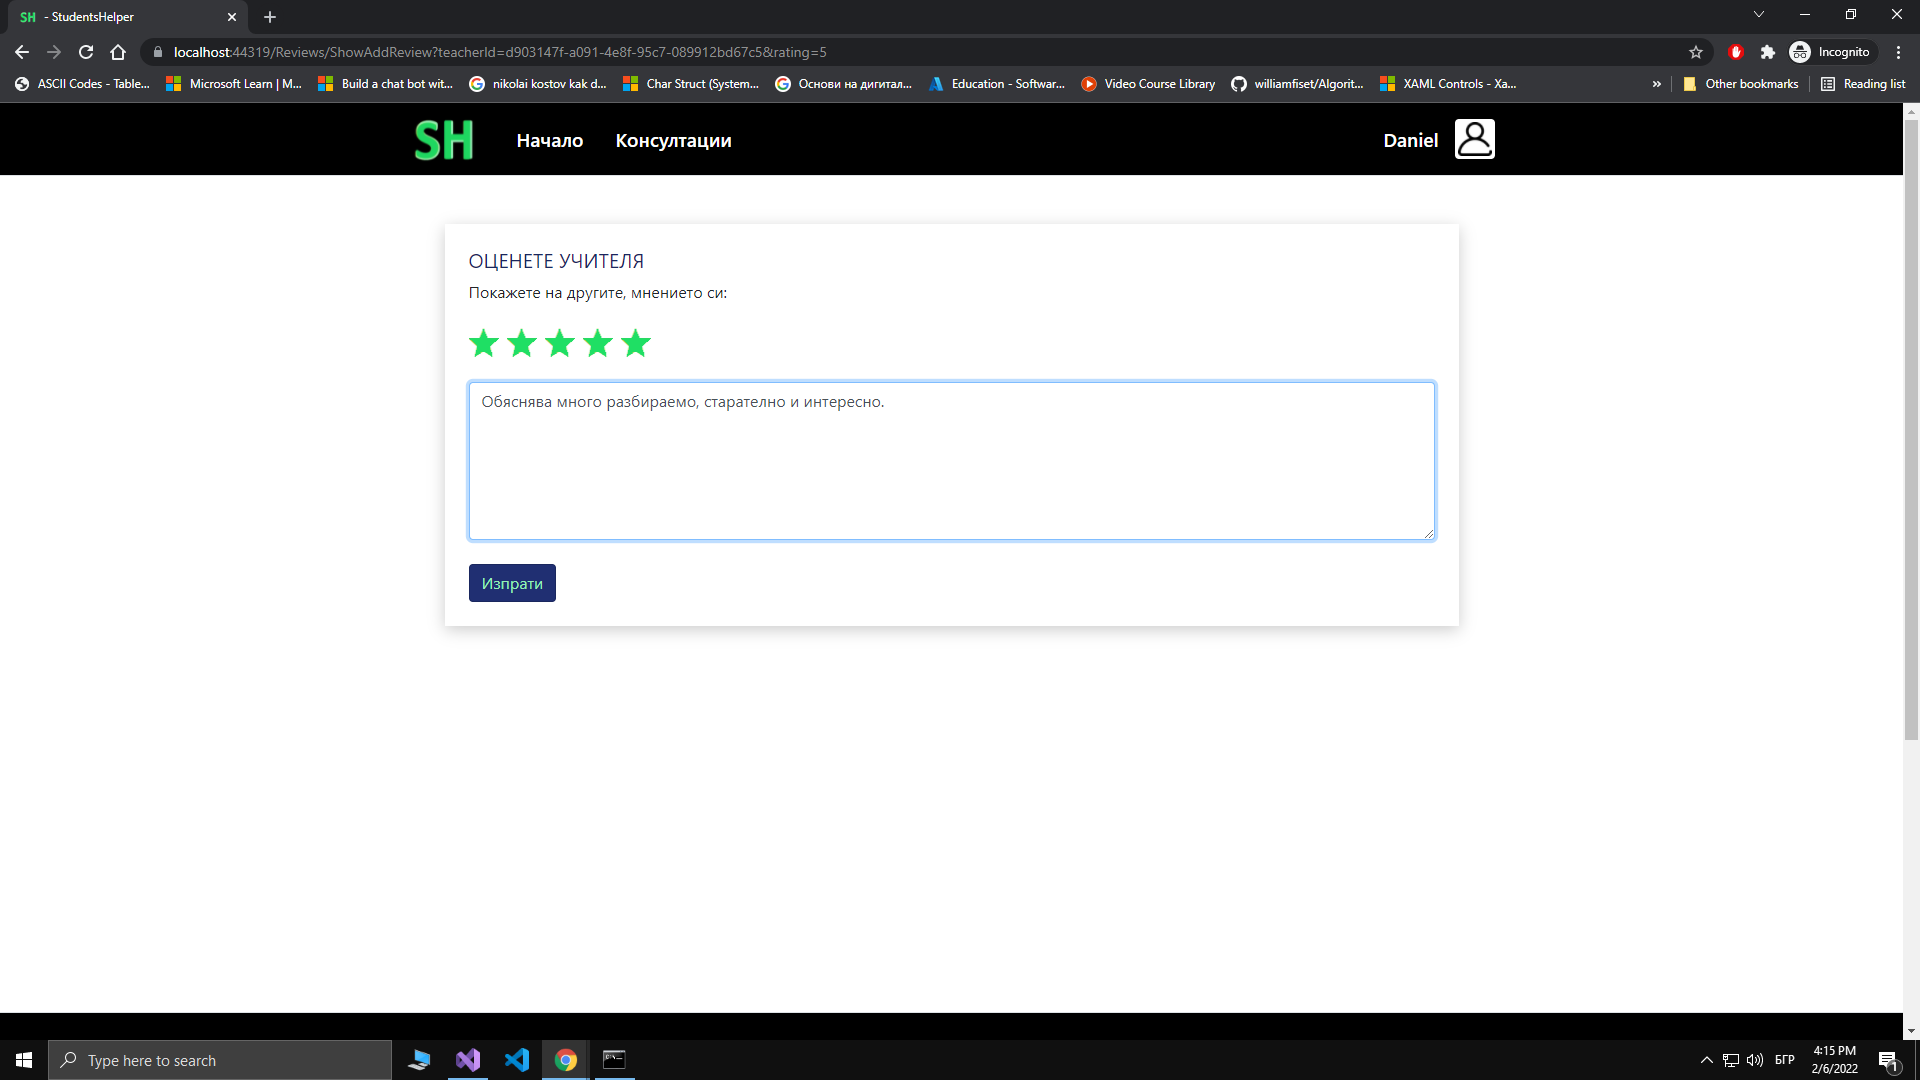 SH - StudentsHelper
localhost:44319/Reviews/ShowAddReview?teacherId=d903147f-a091-4e8f-95c7-089912bd67c5&rating=5
Incognito
ASCII Codes - Table...
Microsoft Learn | M...
Build a chat bot wit...
nikolai kostov kak d...
Char Struct (System...
Основи на дигитал...
Education - Softwar...
Video Course Library
williamfiset/Algorit...
XAML Controls - Xa...
»
Other bookmarks
Reading list
SH
Начало
Консултации
Daniel
ОЦЕНЕТЕ УЧИТЕЛЯ
Покажете на другите, мнението си:
Обяснява много разбираемо, старателно и интересно.
Изпрати
Type here to search
БГР
4:15 PM
2/6/2022
1